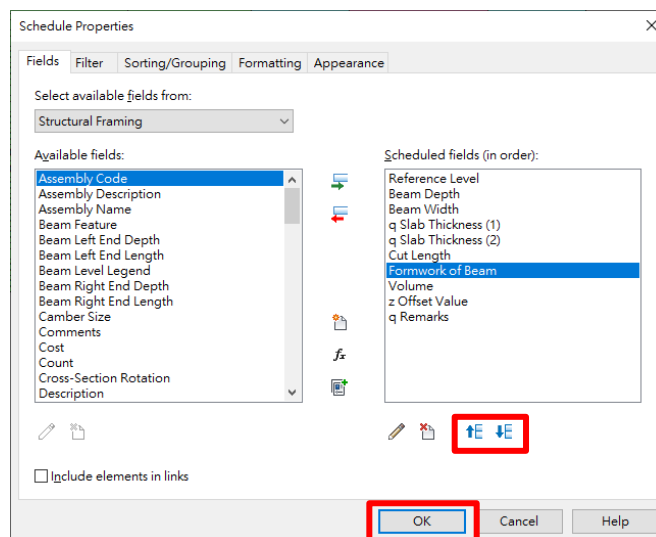 Schedule Properties
Fields Filter Sorting/Grouping Formatting Appearance
Select available fields from:
Structural Framing
Available fields:
Assembly Code
Assembly Description
Assembly Name
Beam Feature
Beam Left End Depth
Beam Left End Length
Beam Level Legend
Beam Right End Depth
Beam Right End Length
Camber Size
Comments
Cost
Count
Cross-Section Rotation
Description
fx
Scheduled fields (in order):
Reference Level
Beam Depth
Beam Width
q Slab Thickness (1)
q Slab Thickness (2)
Cut Length
Formwork of Beam
Volume
z Offset Value
q Remarks
Include elements in links
OK Cancel Help